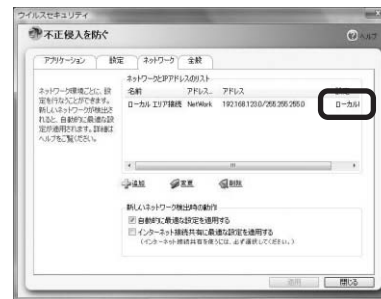 ウイルスセキュリティ
不正侵入を防ぐ
ヘルプ
アプリケーション 設定 ネットワーク 全般
ネットワーク環境ごとに、設
定を行なうことができます。
新しいネットワークが検出さ
れると、自動的に最適な設
定が適用されます。詳細は
ヘルプをご覧ください。
ネットワークとIPアドレスのリスト
名前 アドレス... アドレス
ローカル エリア接続 NetWork 192.168.123.0/255.255.255.0 ローカル
追加 変更 削除
新しいネットワーク検出時の動作
自動的に最適な設定を適用する
インターネット接続共有に最適な設定を適用する
(インターネット接続共有を使うには、必ず選択してください。)
適用 閉じる